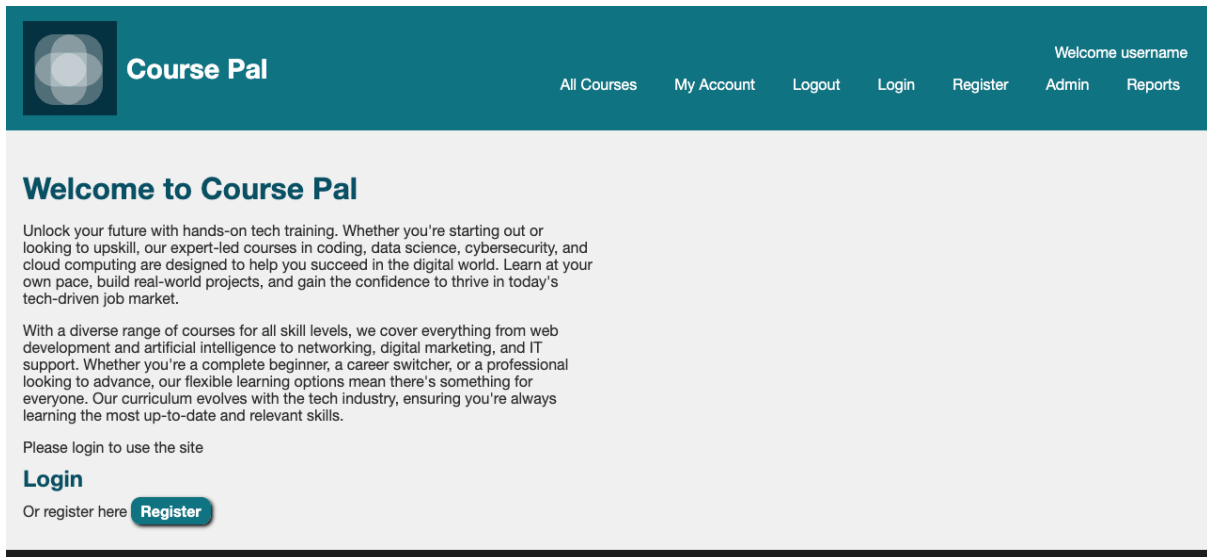 Course Pal
Welcome username
All Courses My Account Logout Login Register Admin Reports
Welcome to Course Pal
Unlock your future with hands-on tech training. Whether you're starting out or
looking to upskill, our expert-led courses in coding, data science, cybersecurity, and
cloud computing are designed to help you succeed in the digital world. Learn at your
own pace, build real-world projects, and gain the confidence to thrive in today's
tech-driven job market.
With a diverse range of courses for all skill levels, we cover everything from web
development and artificial intelligence to networking, digital marketing, and IT
support. Whether you're a complete beginner, a career switcher, or a professional
looking to advance, our flexible learning options mean there's something for
everyone. Our curriculum evolves with the tech industry, ensuring you're always
learning the most up-to-date and relevant skills.
Please login to use the site
Login
Or register here Register